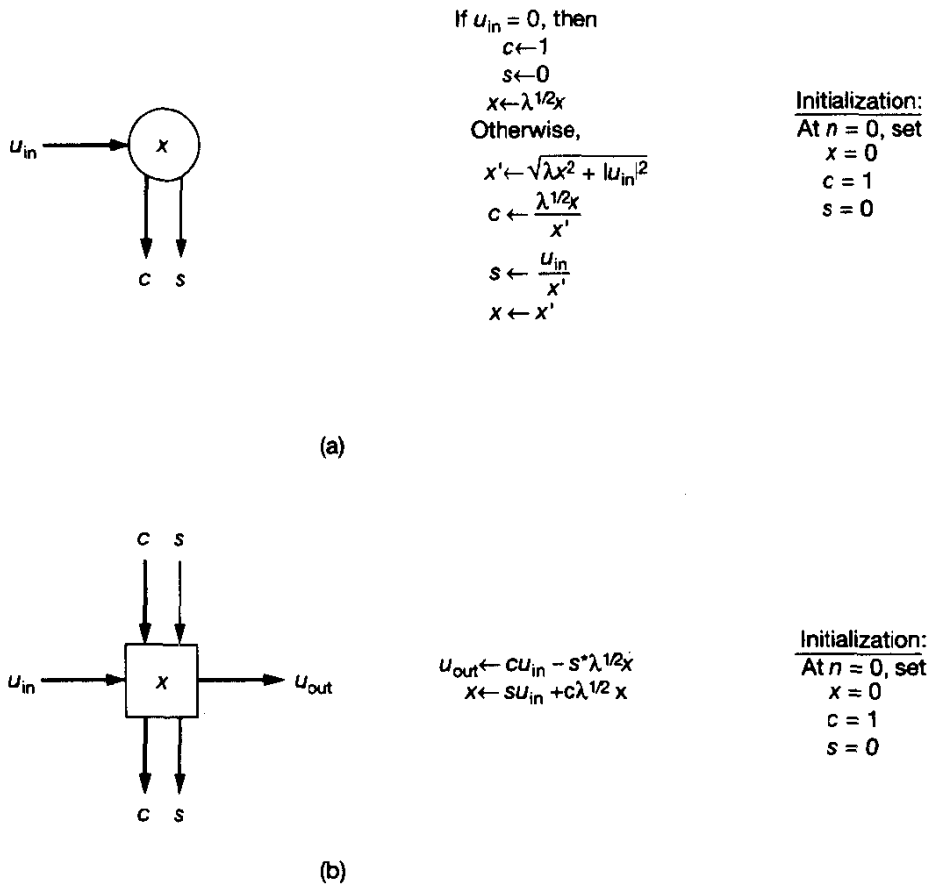 If u_in = 0, then
c←1
s←0
x←λ^1/2 x
Otherwise,
x'←√(λx² + |u_in|²)
c ← λ^1/2 x / x'
s ← u_in / x'
x ← x'
Initialization:
At n = 0, set
x = 0
c = 1
s = 0
u_in
x
c s
(a)
c s
u_in
x
u_out
c s
u_out← cu_in – s*λ^1/2 x
x← su_in +cλ^1/2 x
Initialization:
At n = 0, set
x = 0
c = 1
s = 0
(b)